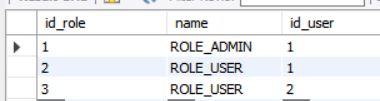 id_role name id_user
1 ROLE_ADMIN 1
2 ROLE_USER 1
3 ROLE_USER 2